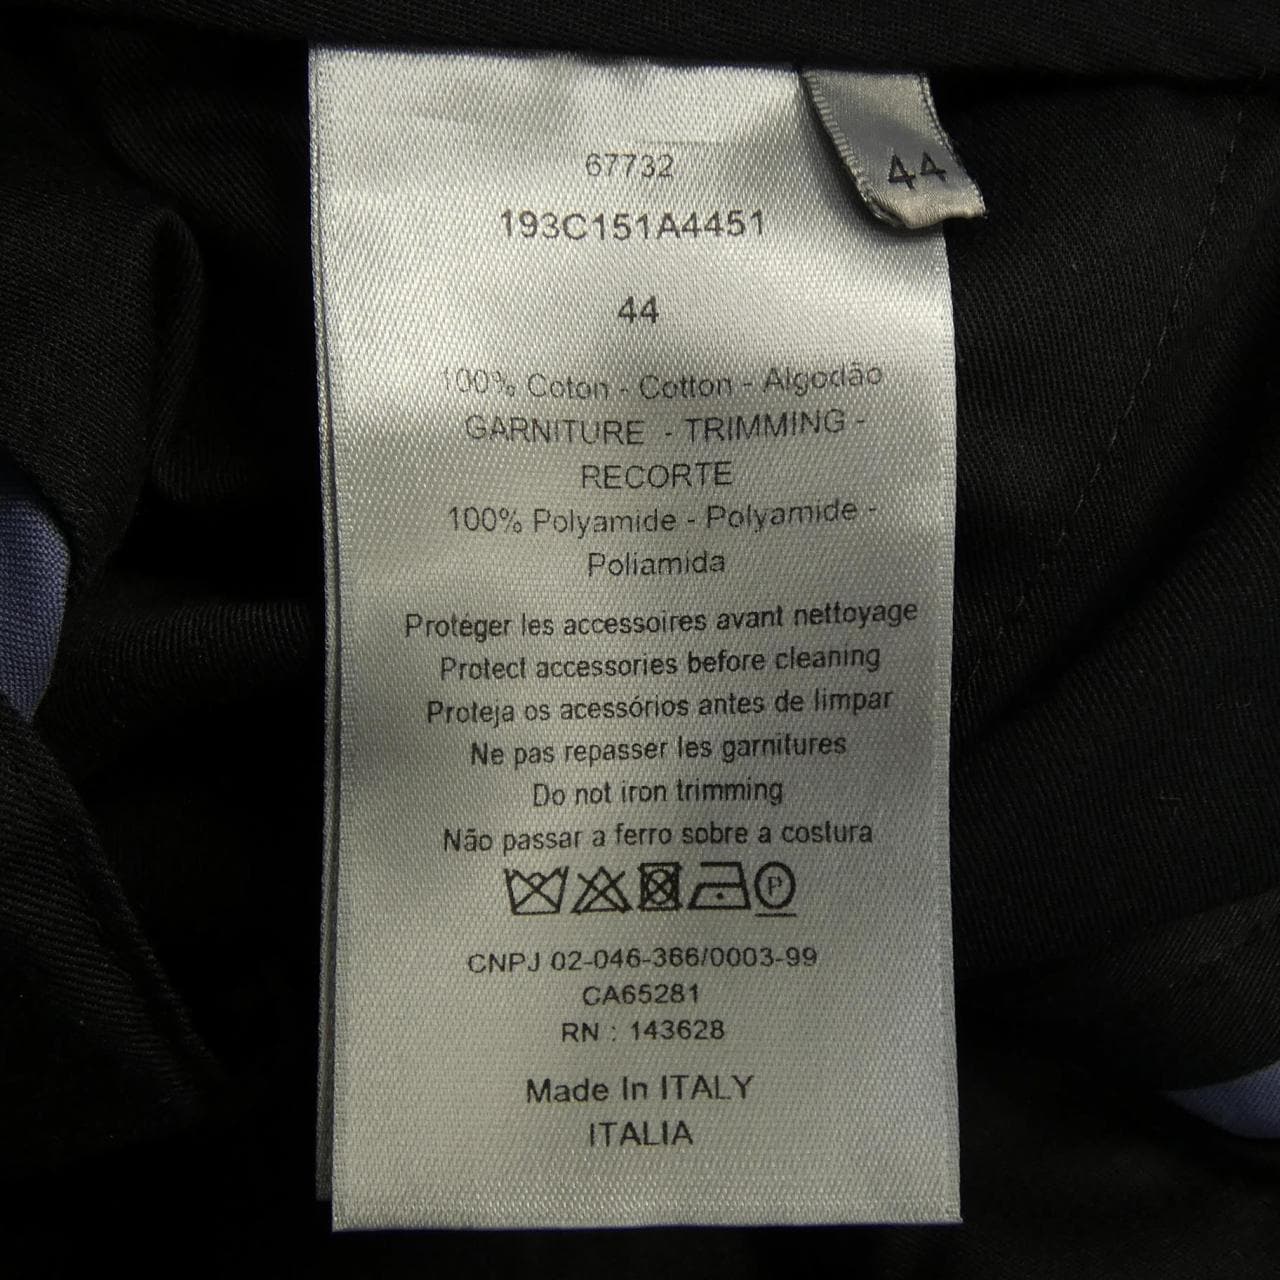 67732
44
193C151A4451
44
100% Coton - Cotton - Algodão
GARNITURE - TRIMMING -
RECORTE
100% Polyamide - Polyamide -
Poliamida
Protéger les accessoires avant nettoyage
Protect accessories before cleaning
Proteja os acessórios antes de limpar
Ne pas repasser les garnitures
Do not iron trimming
Não passar a ferro sobre a costura
P
CNPJ 02-046-366/0003-99
CA65281
RN : 143628
Made In ITALY
ITALIA